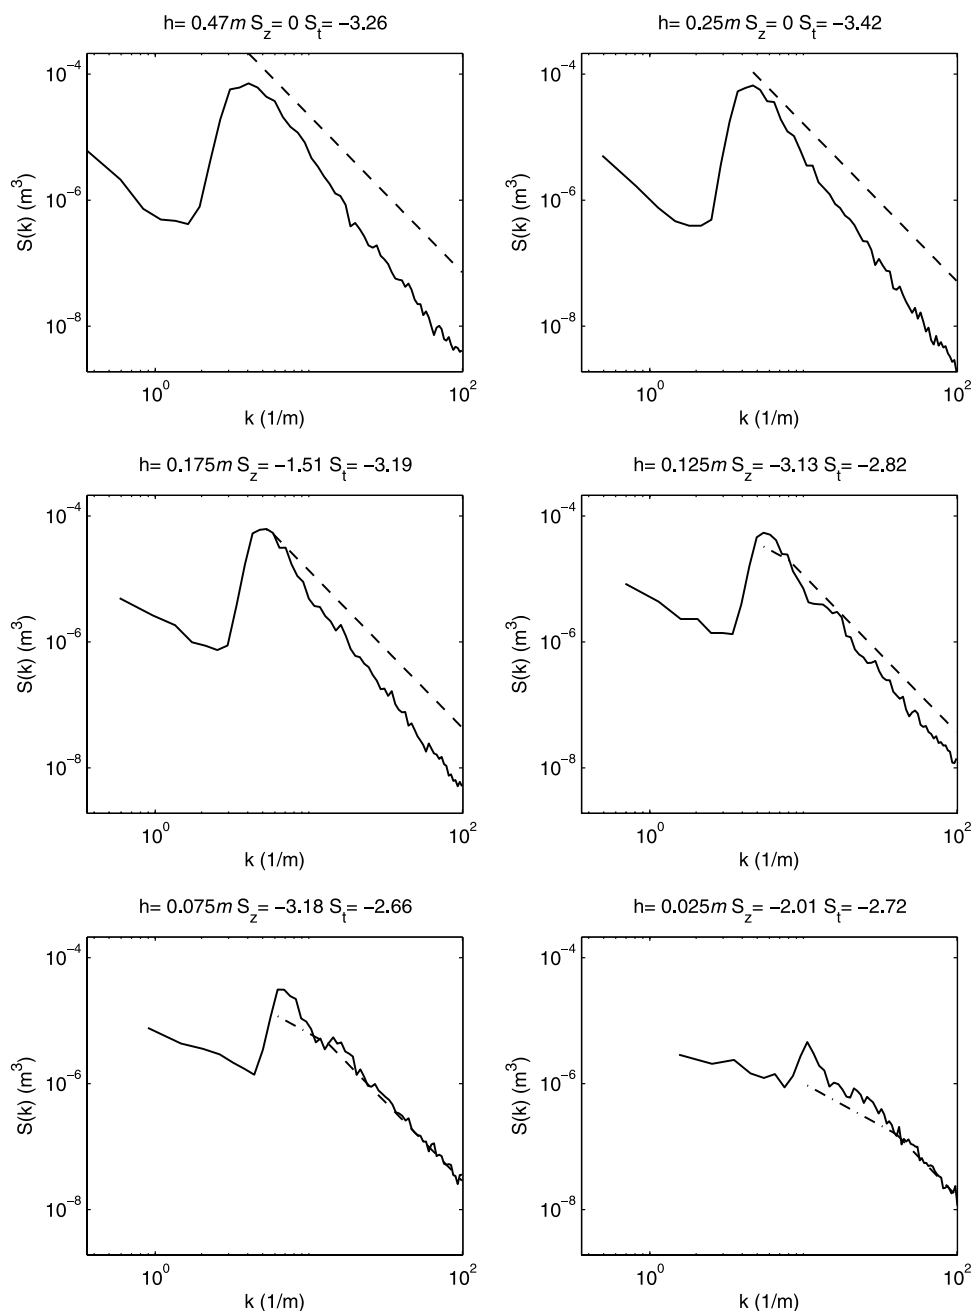 h= 0.47m S_z= 0 S_t= −3.26
h= 0.25m S_z= 0 S_t= −3.42
10^−4
10^−6
10^−8
S(k) (m^3)
10^0
10^2
k (1/m)
10^−4
10^−6
10^−8
S(k) (m^3)
10^0
10^2
k (1/m)
h= 0.175m S_z= −1.51 S_t= −3.19
h= 0.125m S_z= −3.13 S_t= −2.82
10^−4
10^−6
10^−8
S(k) (m^3)
10^0
10^2
k (1/m)
10^−4
10^−6
10^−8
S(k) (m^3)
10^0
10^2
k (1/m)
h= 0.075m S_z= −3.18 S_t= −2.66
h= 0.025m S_z= −2.01 S_t= −2.72
10^−4
10^−6
10^−8
S(k) (m^3)
10^0
10^2
k (1/m)
10^−4
10^−6
10^−8
S(k) (m^3)
10^0
10^2
k (1/m)